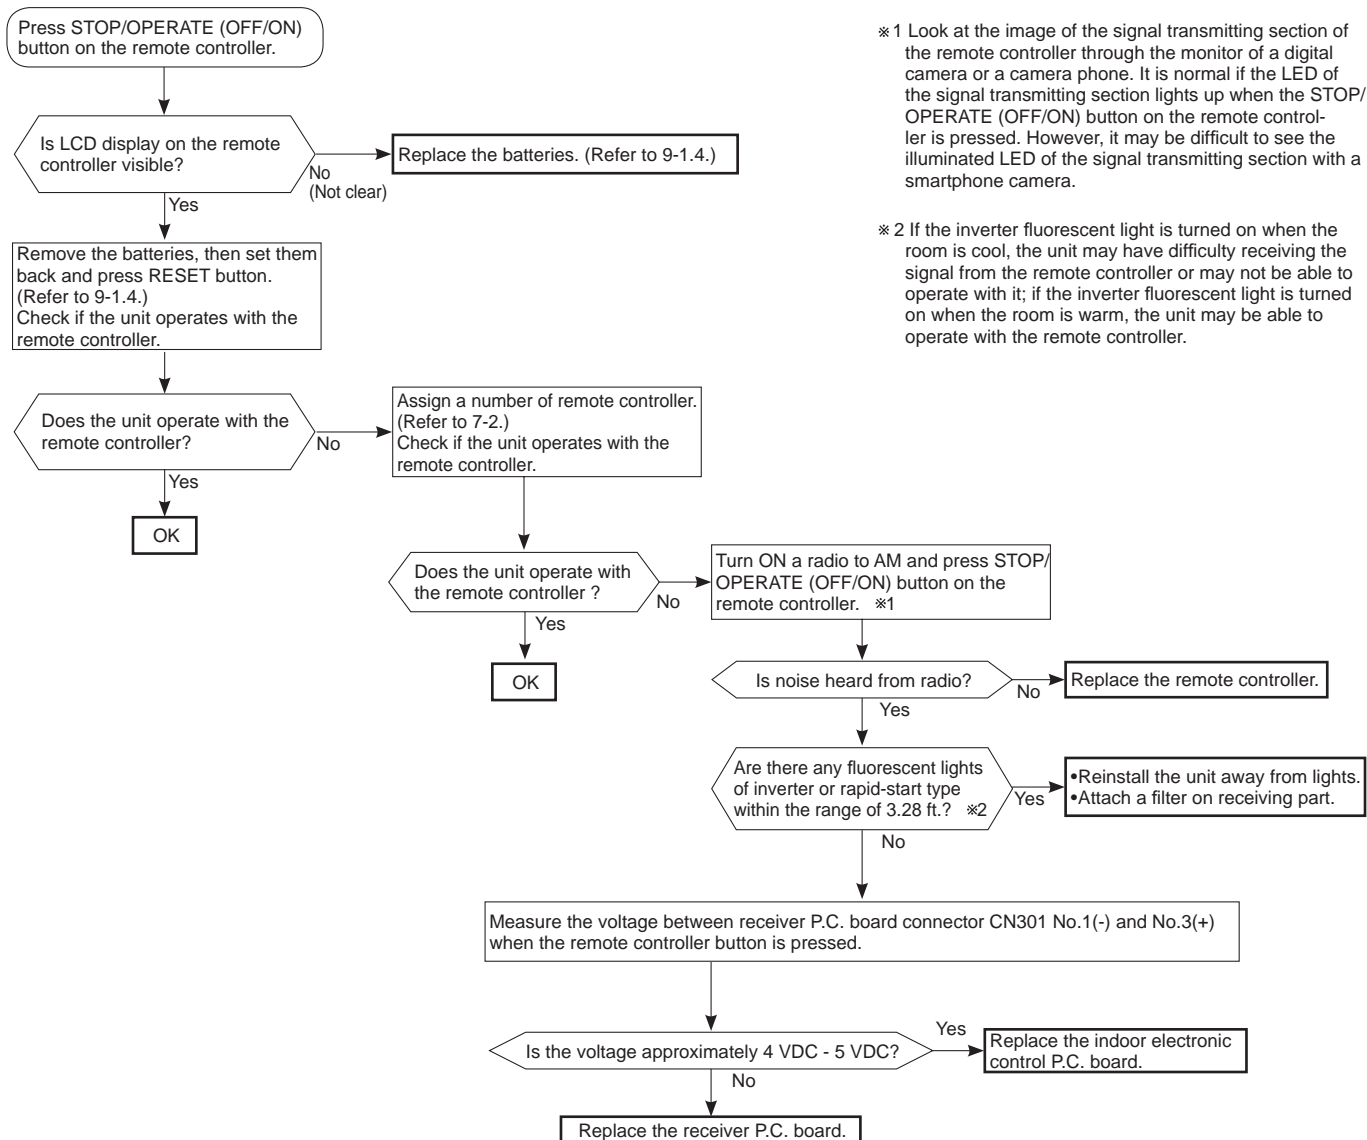 Press STOP/OPERATE (OFF/ON)
button on the remote controller.
Is LCD display on the remote
controller visible?
No
(Not clear)
Replace the batteries. (Refer to 9-1.4.)
Yes
Remove the batteries, then set them
back and press RESET button.
(Refer to 9-1.4.)
Check if the unit operates with the
remote controller.
Does the unit operate with the
remote controller?
No
Yes
OK
Assign a number of remote controller.
(Refer to 7-2.)
Check if the unit operates with the
remote controller.
Does the unit operate with
the remote controller ?
No
Yes
OK
Turn ON a radio to AM and press STOP/
OPERATE (OFF/ON) button on the
remote controller. ※1
Is noise heard from radio?
No
Replace the remote controller.
Yes
Are there any fluorescent lights
of inverter or rapid-start type
within the range of 3.28 ft.? ※2
Yes
•Reinstall the unit away from lights.
•Attach a filter on receiving part.
No
Measure the voltage between receiver P.C. board connector CN301 No.1(-) and No.3(+)
when the remote controller button is pressed.
Is the voltage approximately 4 VDC - 5 VDC?
Yes
Replace the indoor electronic
control P.C. board.
No
Replace the receiver P.C. board.
※1 Look at the image of the signal transmitting section of
the remote controller through the monitor of a digital
camera or a camera phone. It is normal if the LED of
the signal transmitting section lights up when the STOP/
OPERATE (OFF/ON) button on the remote control-
ler is pressed. However, it may be difficult to see the
illuminated LED of the signal transmitting section with a
smartphone camera.
※2 If the inverter fluorescent light is turned on when the
room is cool, the unit may have difficulty receiving the
signal from the remote controller or may not be able to
operate with it; if the inverter fluorescent light is turned
on when the room is warm, the unit may be able to
operate with the remote controller.